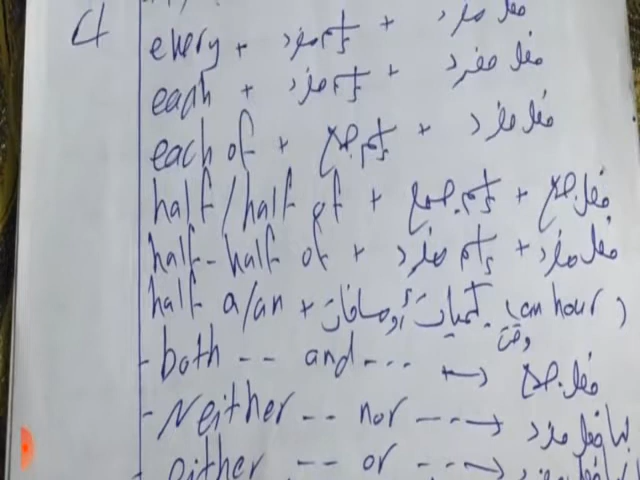 every + اسم مفرد + فعل مفرد
each + اسم مفرد + فعل مفرد
each of + اسم جمع + فعل مفرد
half/half of + اسم جمع + فعل جمع
half-half of + اسم مفرد + فعل مفرد
half a/an + كميات أو مسافات وقت (an hour)
- both -- and --- → فعل جمع
- Neither -- nor ---→ فعل مفرد
either -- or ---→